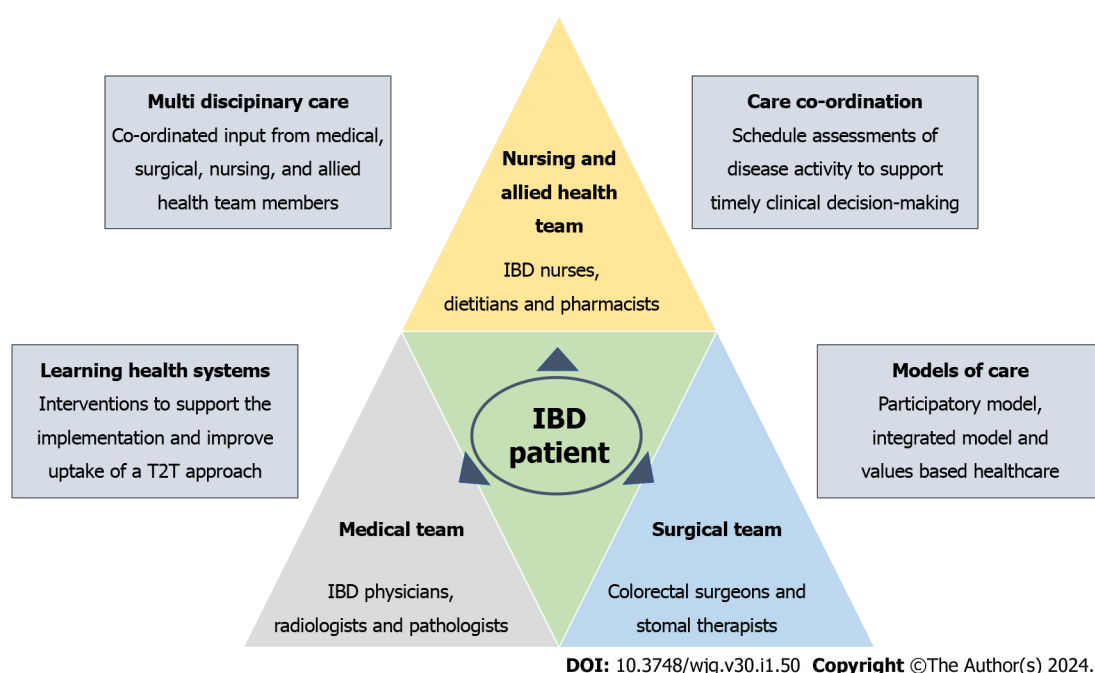 Multi discipinary care
Co-ordinated input from medical,
surgical, nursing, and allied
health team members
Care co-ordination
Schedule assessments of
disease activity to support
timely clinical decision-making
Nursing and
allied health
team
IBD nurses,
dietitians and pharmacists
Learning health systems
Interventions to support the
implementation and improve
uptake of a T2T approach
Models of care
Participatory model,
integrated model and
values based healthcare
IBD
patient
Medical team
IBD physicians,
radiologists and pathologists
Surgical team
Colorectal surgeons and
stomal therapists
DOI: 10.3748/wjg.v30.i1.50 Copyright ©The Author(s) 2024.